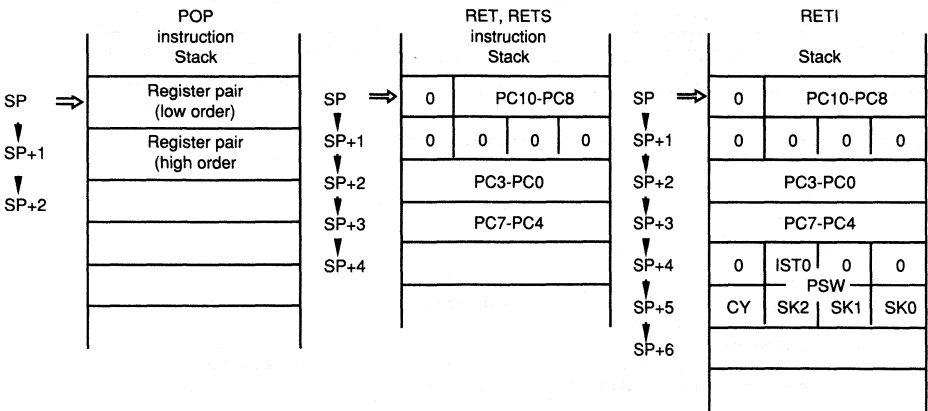 POP
instruction
Stack
SP
Register pair
(low order)
SP+1
Register pair
(high order
SP+2
RET, RETS
instruction
Stack
SP
0 PC10-PC8
SP+1
0 0 0 0
SP+2
PC3-PC0
SP+3
PC7-PC4
SP+4
RETI
Stack
SP
0 PC10-PC8
SP+1
0 0 0 0
SP+2
PC3-PC0
SP+3
PC7-PC4
SP+4
0 IST0 0 0
PSW
SP+5
CY SK2 SK1 SK0
SP+6